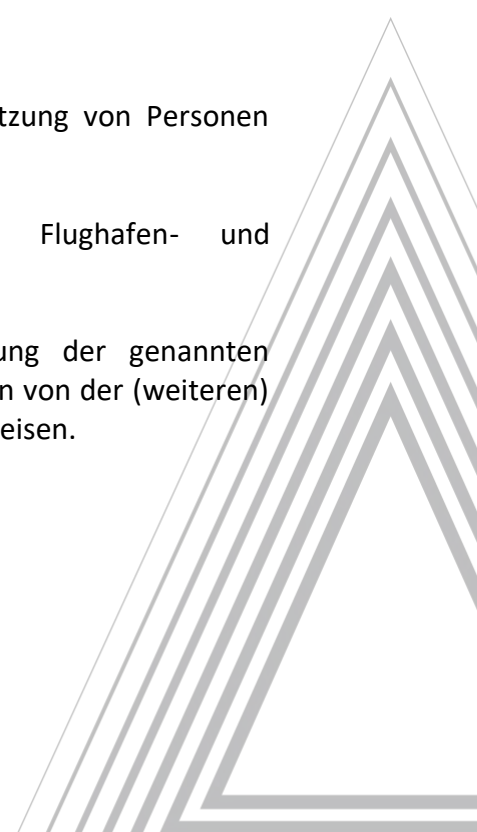 tzung von Personen
Flughafen- und
ung der genannten
n von der (weiteren)
eisen.